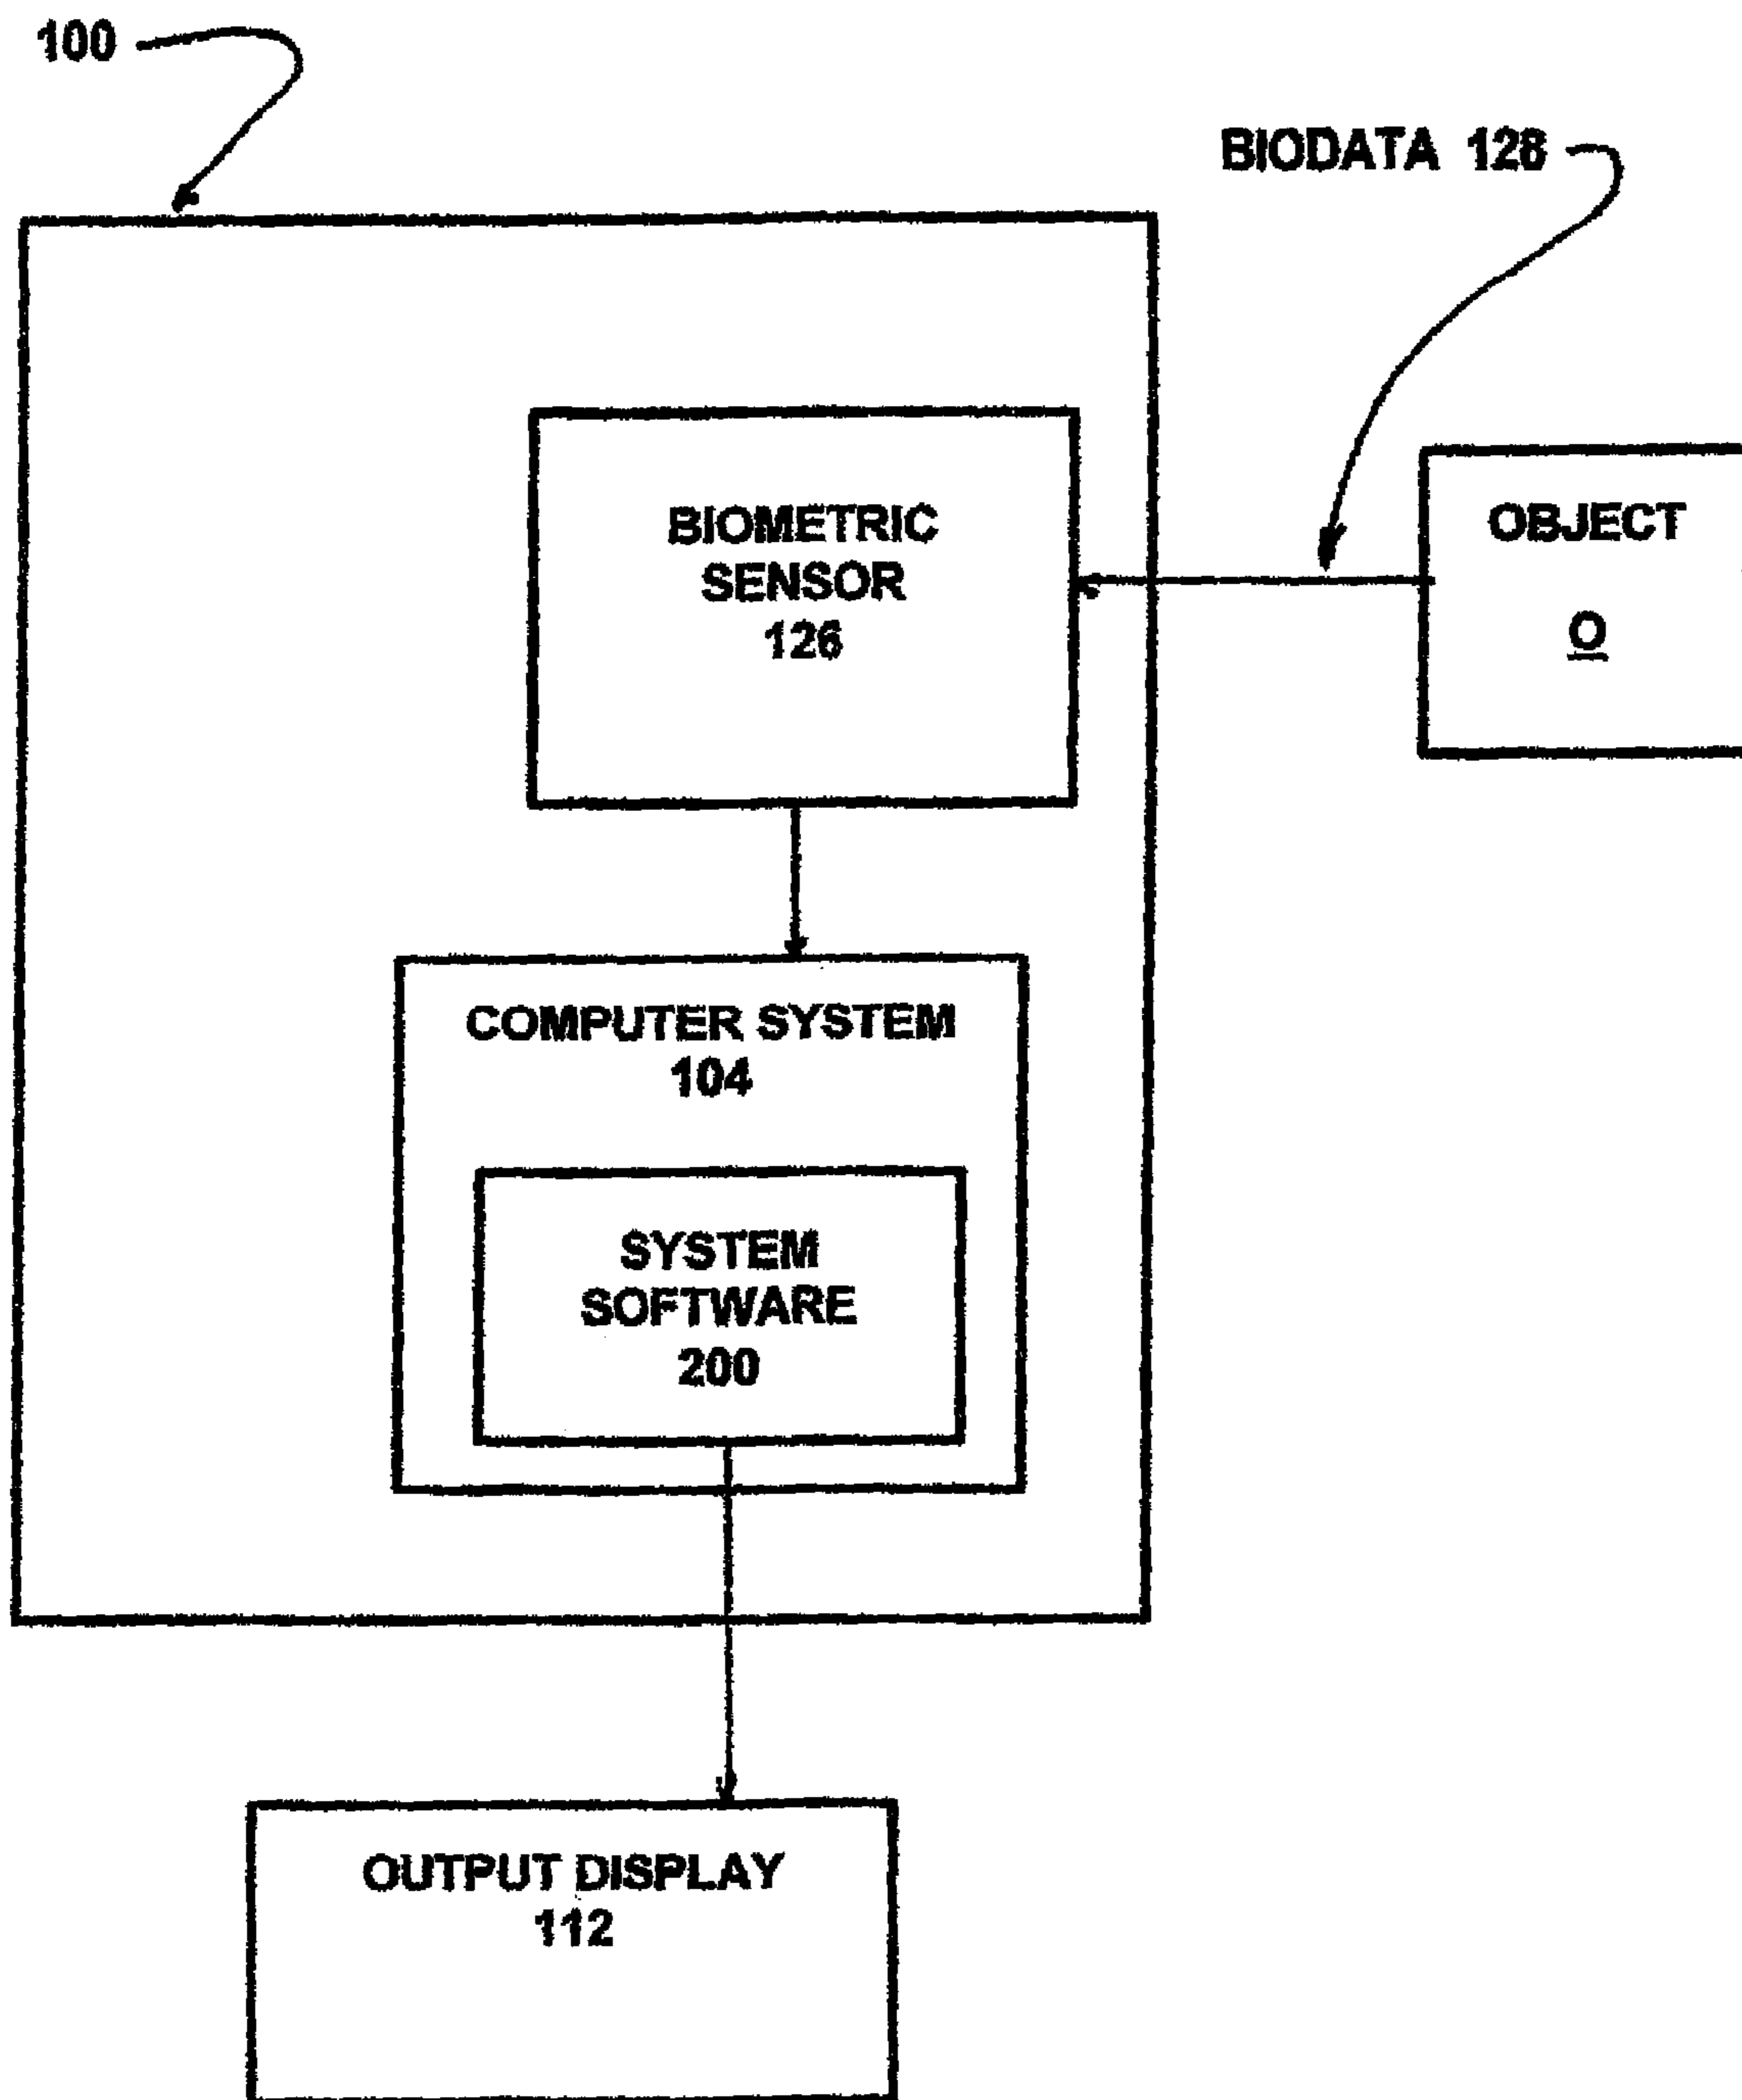 100
BIODATA 128
BIOMETRIC
SENSOR
126
OBJECT
O
COMPUTER SYSTEM
104
SYSTEM
SOFTWARE
200
OUTPUT DISPLAY
112